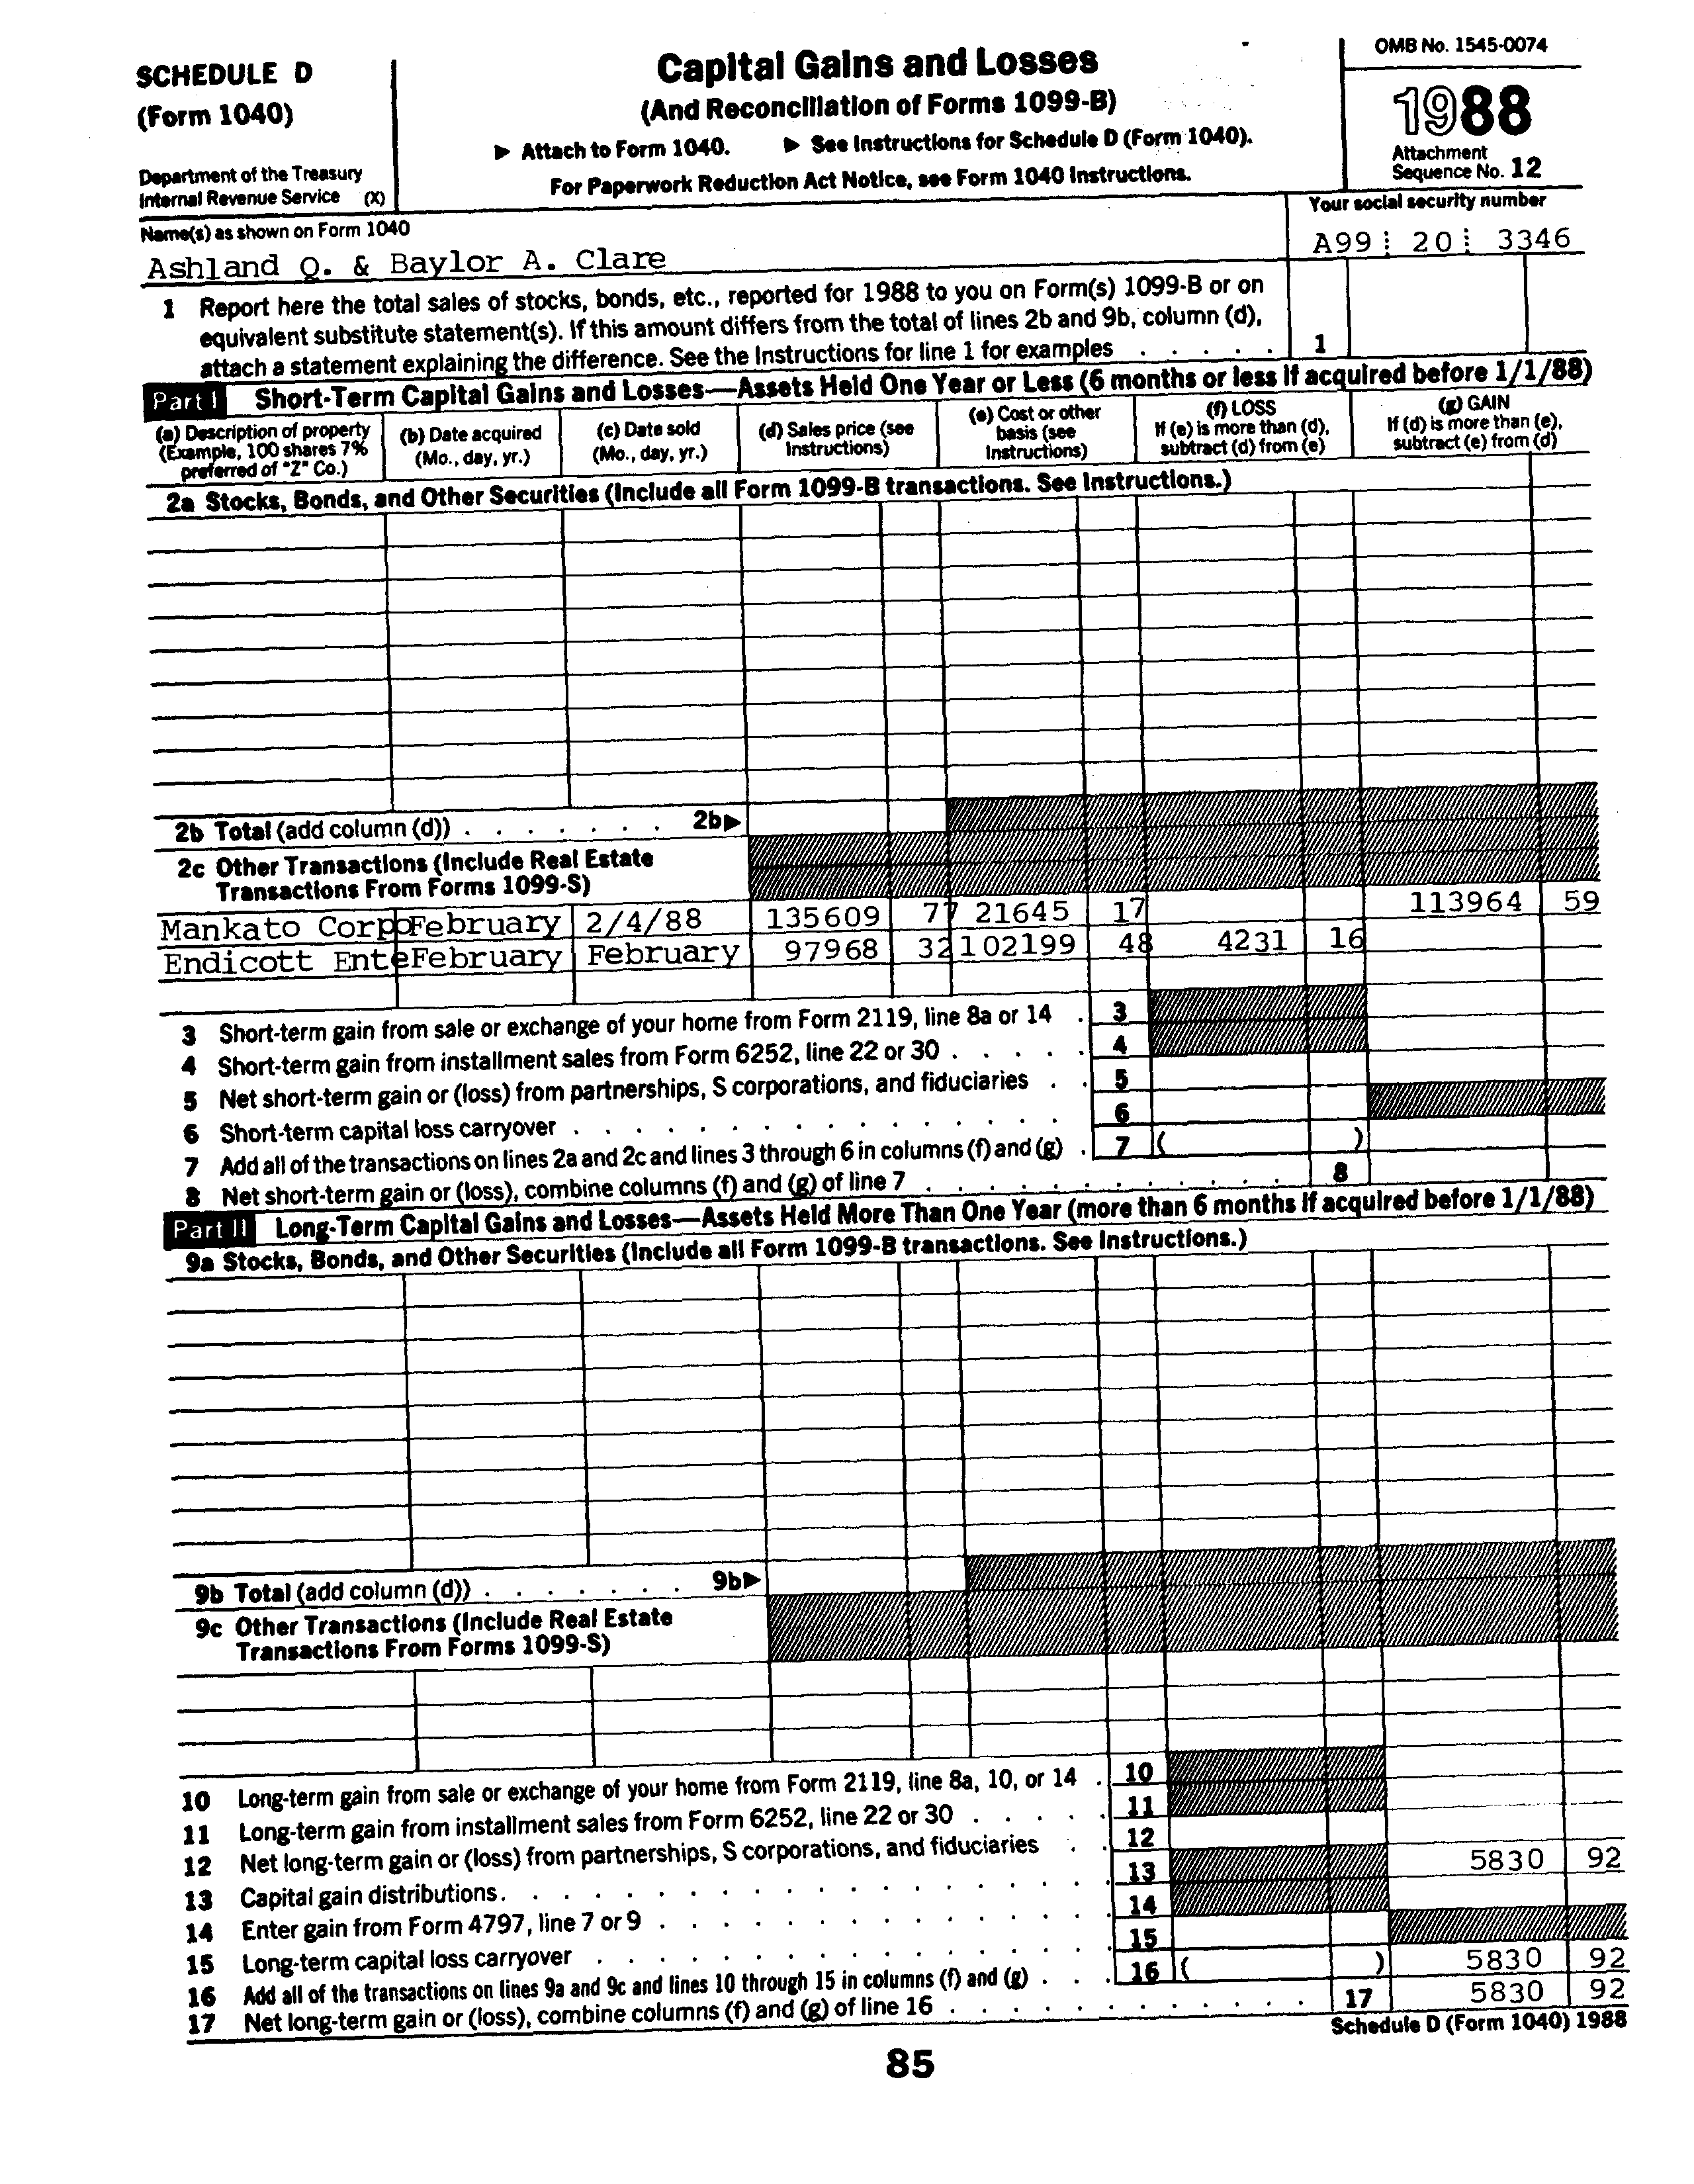 SCHEDULE D
(Form 1040)
Department of the Treasury
Internal Revenue Service (X)
Capital Gains and Losses
(And Reconciliation of Forms 1099-B)
▶ Attach to Form 1040. ▶ See Instructions for Schedule D (Form 1040).
For Paperwork Reduction Act Notice, see Form 1040 Instructions.
OMB No. 1545-0074
1988
Attachment
Sequence No. 12
Name(s) as shown on Form 1040
Ashland Q. & Baylor A. Clare
Your social security number
A99 20 3346
1 Report here the total sales of stocks, bonds, etc., reported for 1988 to you on Form(s) 1099-B or on
equivalent substitute statement(s). If this amount differs from the total of lines 2b and 9b, column (d),
attach a statement explaining the difference. See the Instructions for line 1 for examples . . . . . 1
Part I Short-Term Capital Gains and Losses—Assets Held One Year or Less (6 months or less if acquired before 1/1/88)
(a) Description of property
(Example, 100 shares 7%
preferred of "Z" Co.)
(b) Date acquired
(Mo., day, yr.)
(c) Date sold
(Mo., day, yr.)
(d) Sales price (see
Instructions)
(e) Cost or other
basis (see
Instructions)
(f) LOSS
If (e) is more than (d),
subtract (d) from (e)
(g) GAIN
If (d) is more than (e),
subtract (e) from (d)
2a Stocks, Bonds, and Other Securities (Include all Form 1099-B transactions. See Instructions.)
2b Total (add column (d)) . . . . . . . 2b▶
2c Other Transactions (Include Real Estate
Transactions From Forms 1099-S)
Mankato Corpo February 2/4/88 135609 77 21645 17 113964 59
Endicott Ente February February 97968 32 102199 48 4231 16
3 Short-term gain from sale or exchange of your home from Form 2119, line 8a or 14 . 3
4 Short-term gain from installment sales from Form 6252, line 22 or 30 . . . . . 4
5 Net short-term gain or (loss) from partnerships, S corporations, and fiduciaries . . 5
6 Short-term capital loss carryover . . . . . . . . . . . . . . . 6
7 Add all of the transactions on lines 2a and 2c and lines 3 through 6 in columns (f) and (g) . 7 ( )
8 Net short-term gain or (loss), combine columns (f) and (g) of line 7 . . . . . . . . . . . . 8
Part II Long-Term Capital Gains and Losses—Assets Held More Than One Year (more than 6 months if acquired before 1/1/88)
9a Stocks, Bonds, and Other Securities (Include all Form 1099-B transactions. See Instructions.)
9b Total (add column (d)) . . . . . . . 9b▶
9c Other Transactions (Include Real Estate
Transactions From Forms 1099-S)
10 Long-term gain from sale or exchange of your home from Form 2119, line 8a, 10, or 14 . 10
11 Long-term gain from installment sales from Form 6252, line 22 or 30 . . . . . 11
12 Net long-term gain or (loss) from partnerships, S corporations, and fiduciaries . . 12
13 Capital gain distributions. . . . . . . . . . . . . . . . . . . 13 5830 92
14 Enter gain from Form 4797, line 7 or 9 . . . . . . . . . . . . . 14
15 Long-term capital loss carryover . . . . . . . . . . . . . . . 15
16 Add all of the transactions on lines 9a and 9c and lines 10 through 15 in columns (f) and (g) . . . 16 ( ) 5830 92
17 Net long-term gain or (loss), combine columns (f) and (g) of line 16 . . . . . . . . . . . 17 5830 92
Schedule D (Form 1040) 1988
85